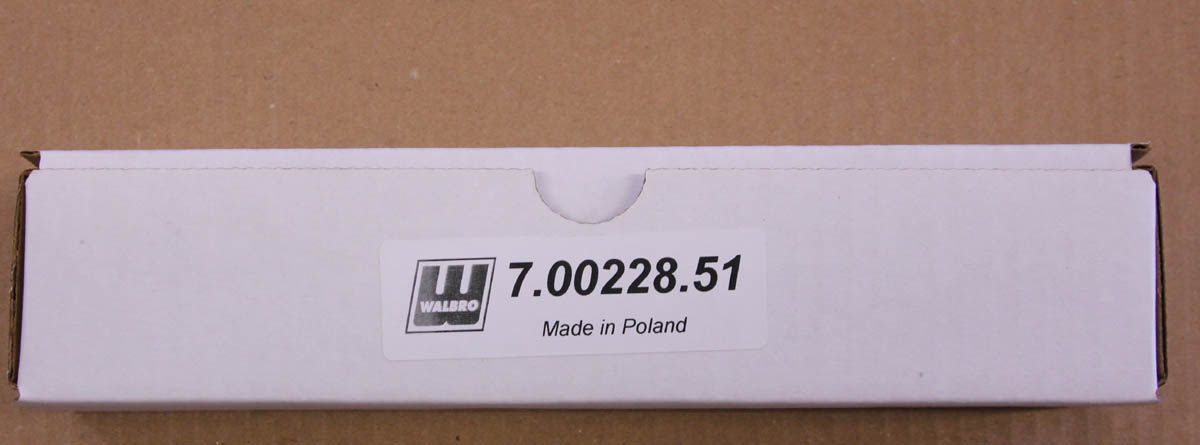 WALBRO
7.00228.51
Made in Poland